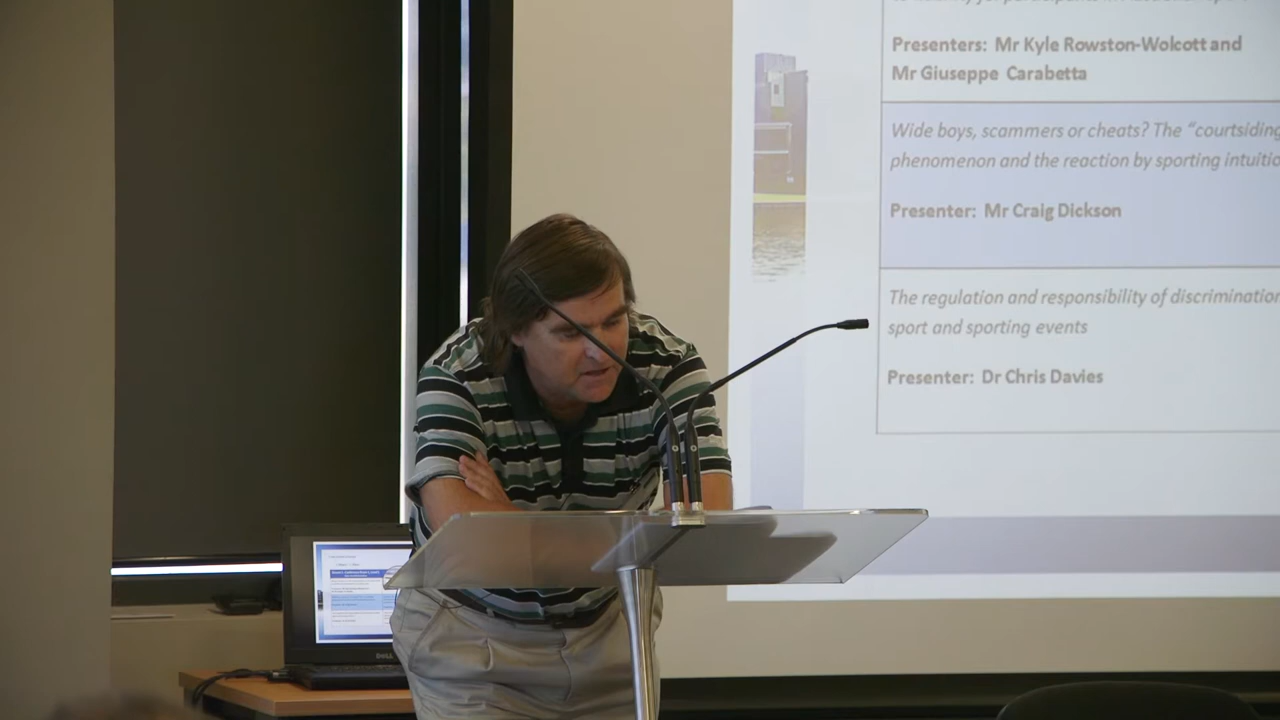 Presenters: Mr Kyle Rowston-Wolcott and
Mr Giuseppe Carabetta
Wide boys, scammers or cheats? The "courtsiding
phenomenon and the reaction by sporting intuitio
Presenter: Mr Craig Dickson
The regulation and responsibility of discrimination
sport and sporting events
Presenter: Dr Chris Davies
DELL